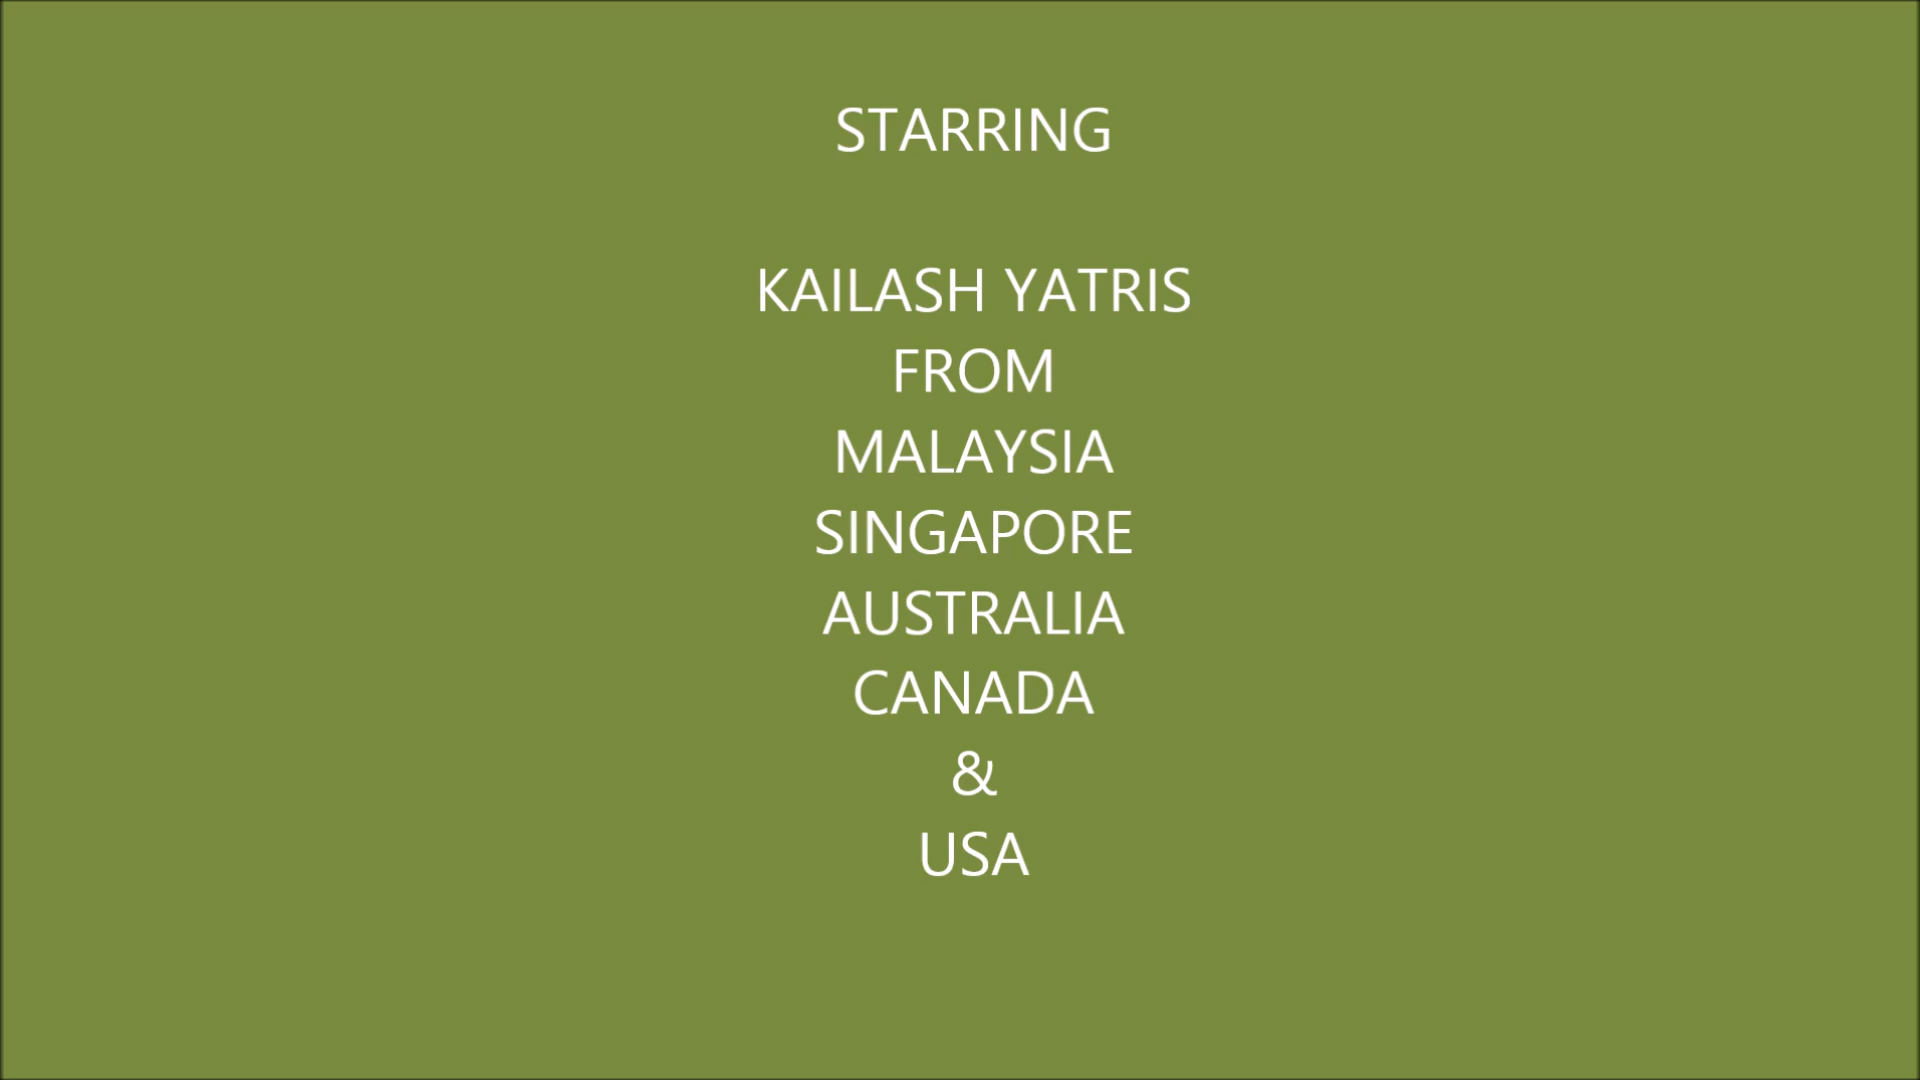 STARRING
KAILASH YATRIS
FROM
MALAYSIA
SINGAPORE
AUSTRALIA
CANADA
&
USA